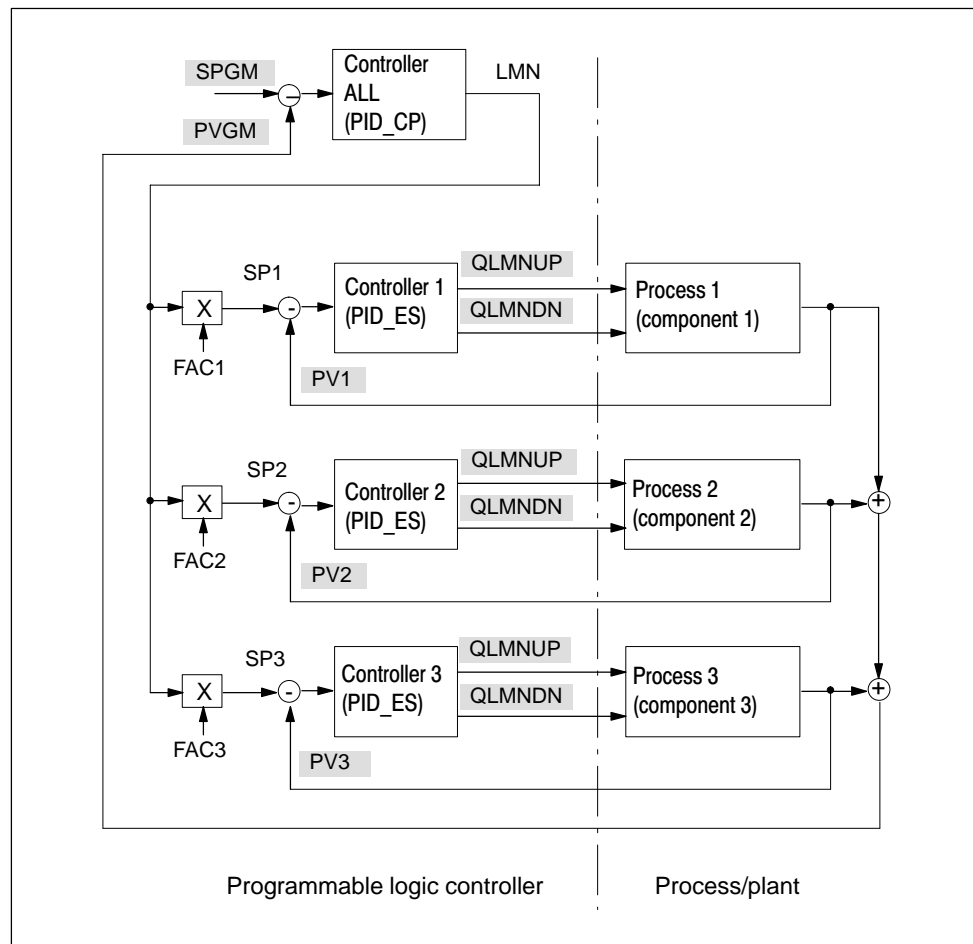 SPGM
PVGM
Controller
ALL
(PID_CP)
LMN
SP1
X
FAC1
Controller 1
(PID_ES)
QLMNUP
QLMNDN
PV1
Process 1
(component 1)
SP2
X
FAC2
Controller 2
(PID_ES)
QLMNUP
QLMNDN
PV2
Process 2
(component 2)
SP3
X
FAC3
Controller 3
(PID_ES)
QLMNUP
QLMNDN
PV3
Process 3
(component 3)
Programmable logic controller
Process/plant